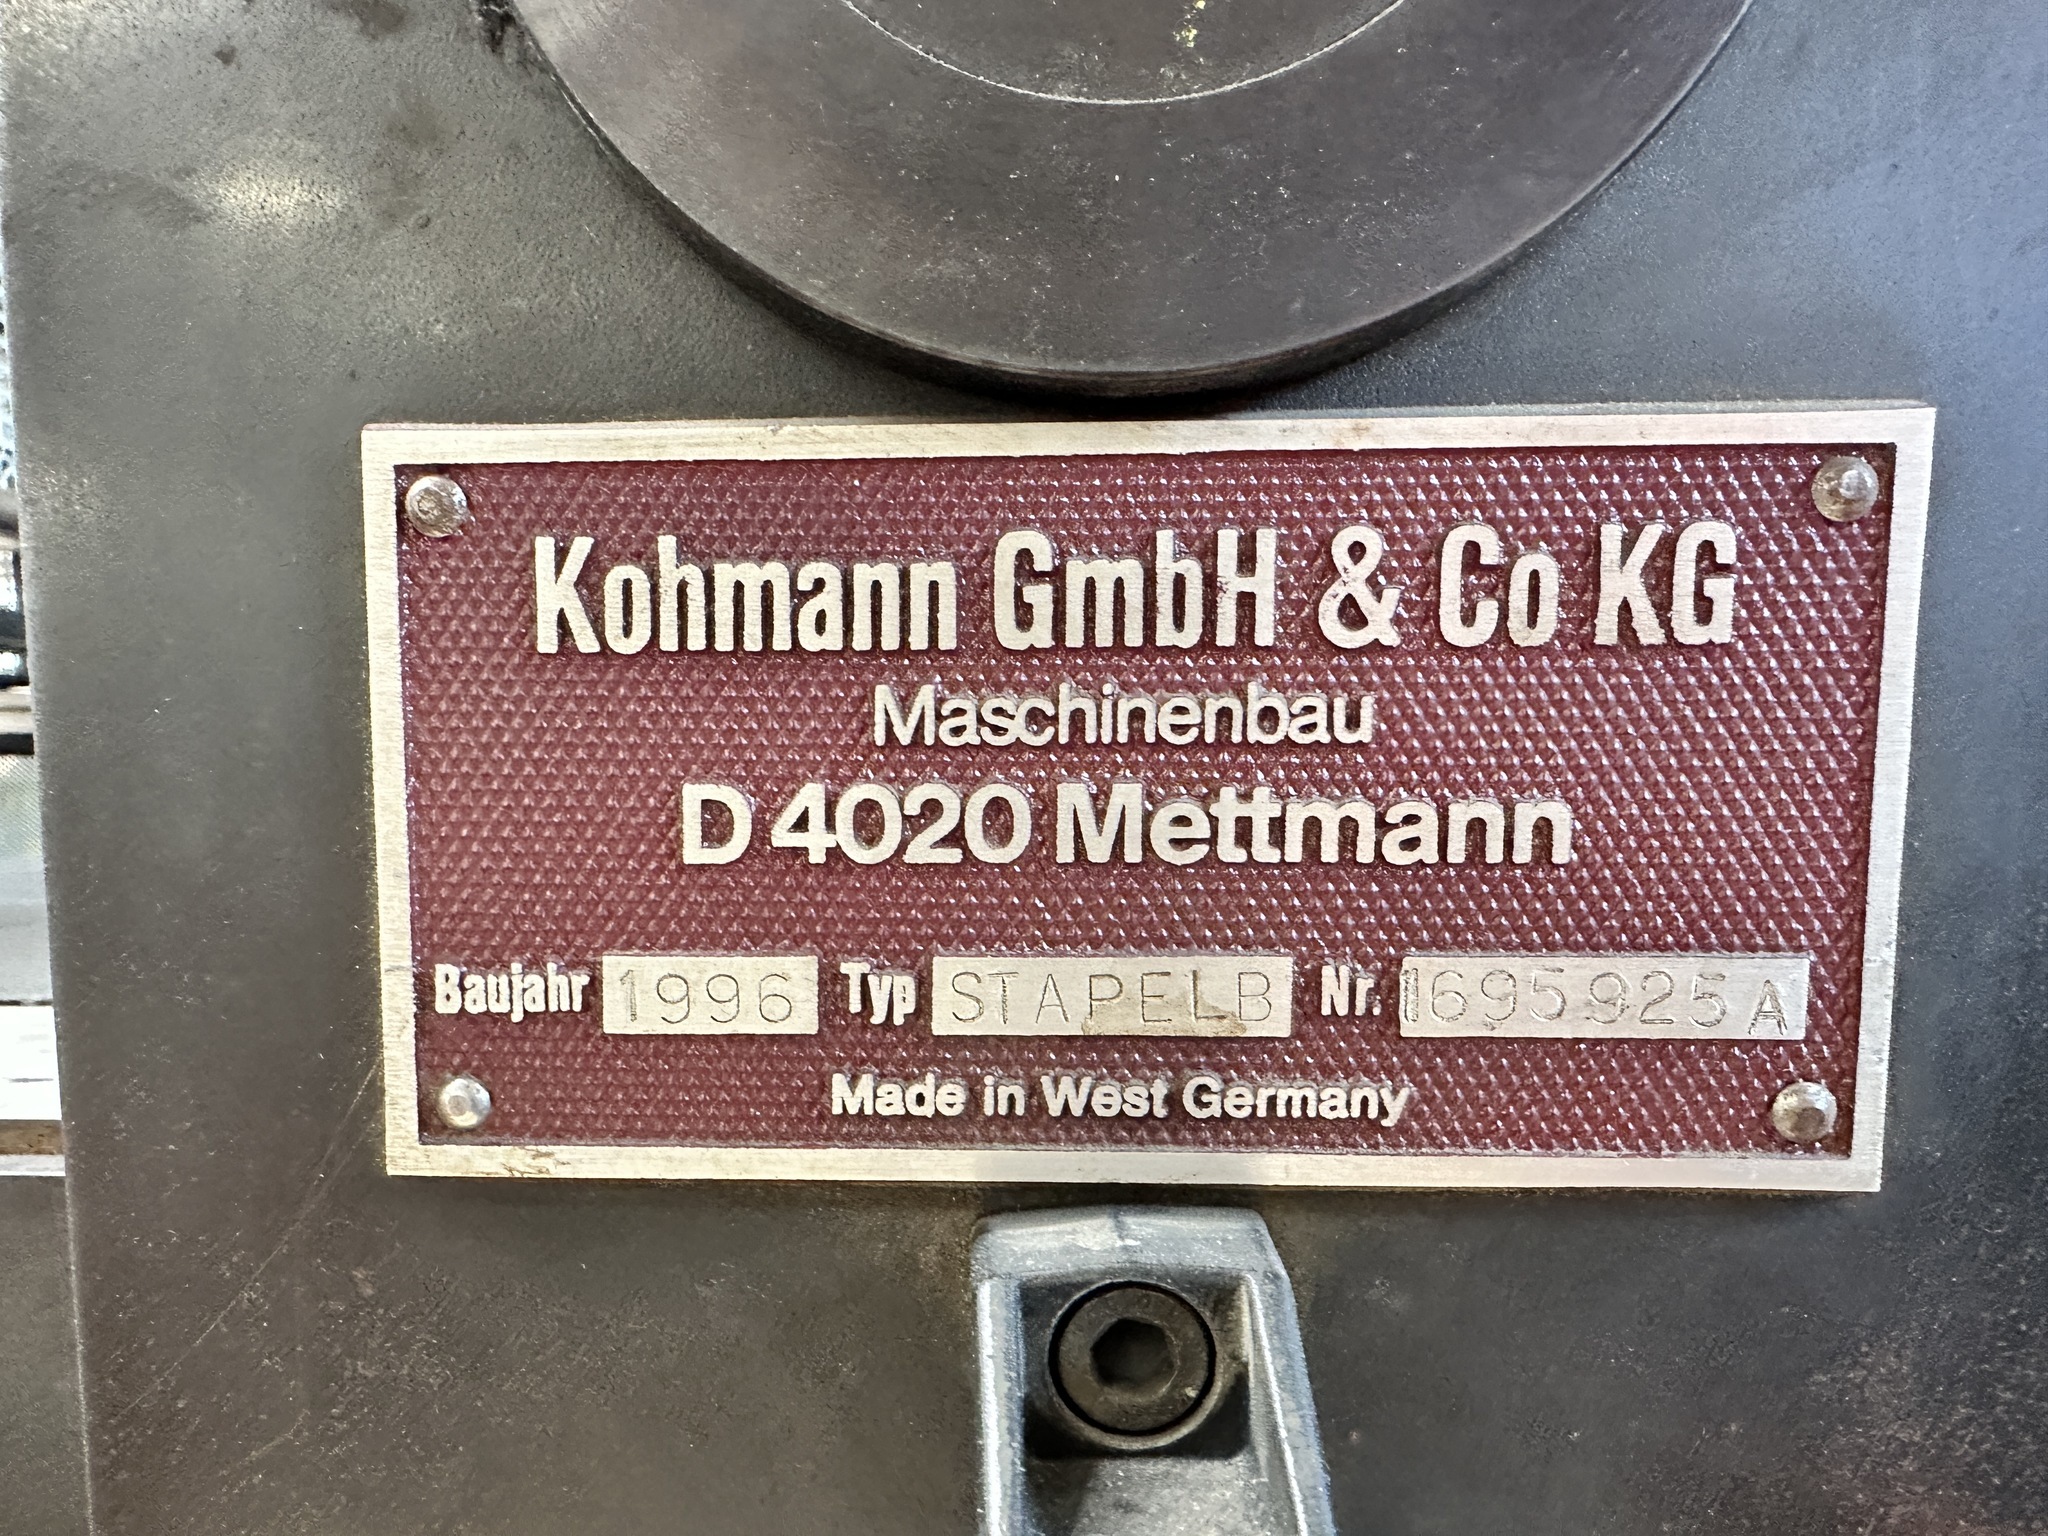 Kohmann GmbH & Co KG
Maschinenbau
D 4020 Mettmann
Baujahr 1996 Typ STAPELB Nr. 1695925A
Made in West Germany